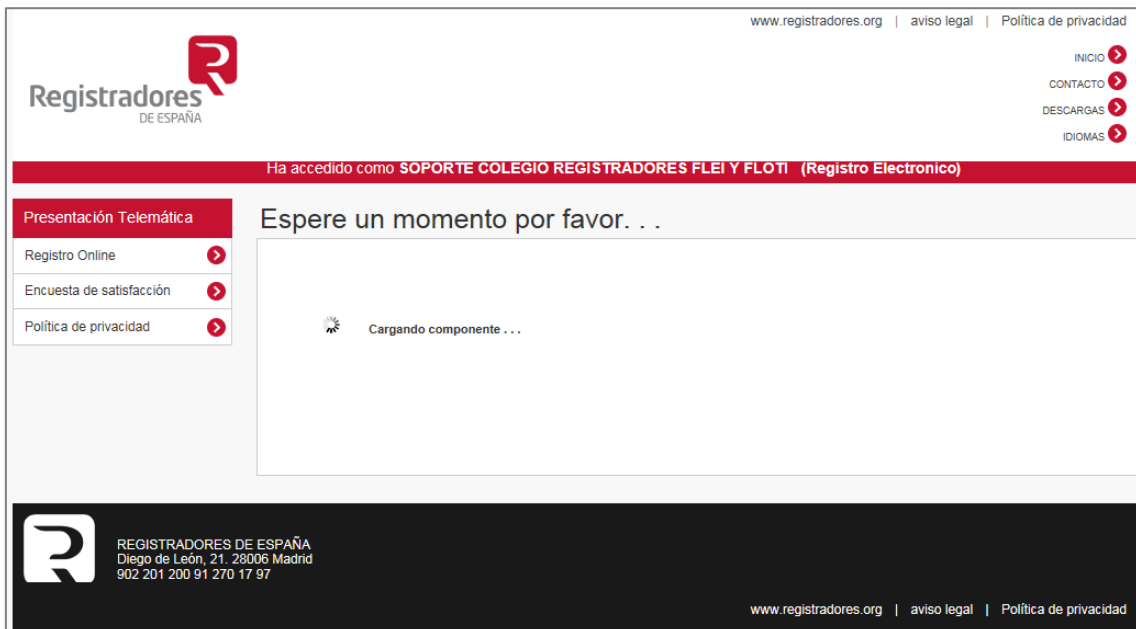 www.registradores.org | aviso legal | Política de privacidad
INICIO
CONTACTO
DESCARGAS
IDIOMAS
Registradores
DE ESPAÑA
Ha accedido como SOPORTE COLEGIO REGISTRADORES FLEI Y FLOTI (Registro Electronico)
Presentación Telemática
Registro Online
Encuesta de satisfacción
Política de privacidad
Espere un momento por favor. . .
Cargando componente . . .
REGISTRADORES DE ESPAÑA
Diego de León, 21. 28006 Madrid
902 201 200 91 270 17 97
www.registradores.org | aviso legal | Política de privacidad